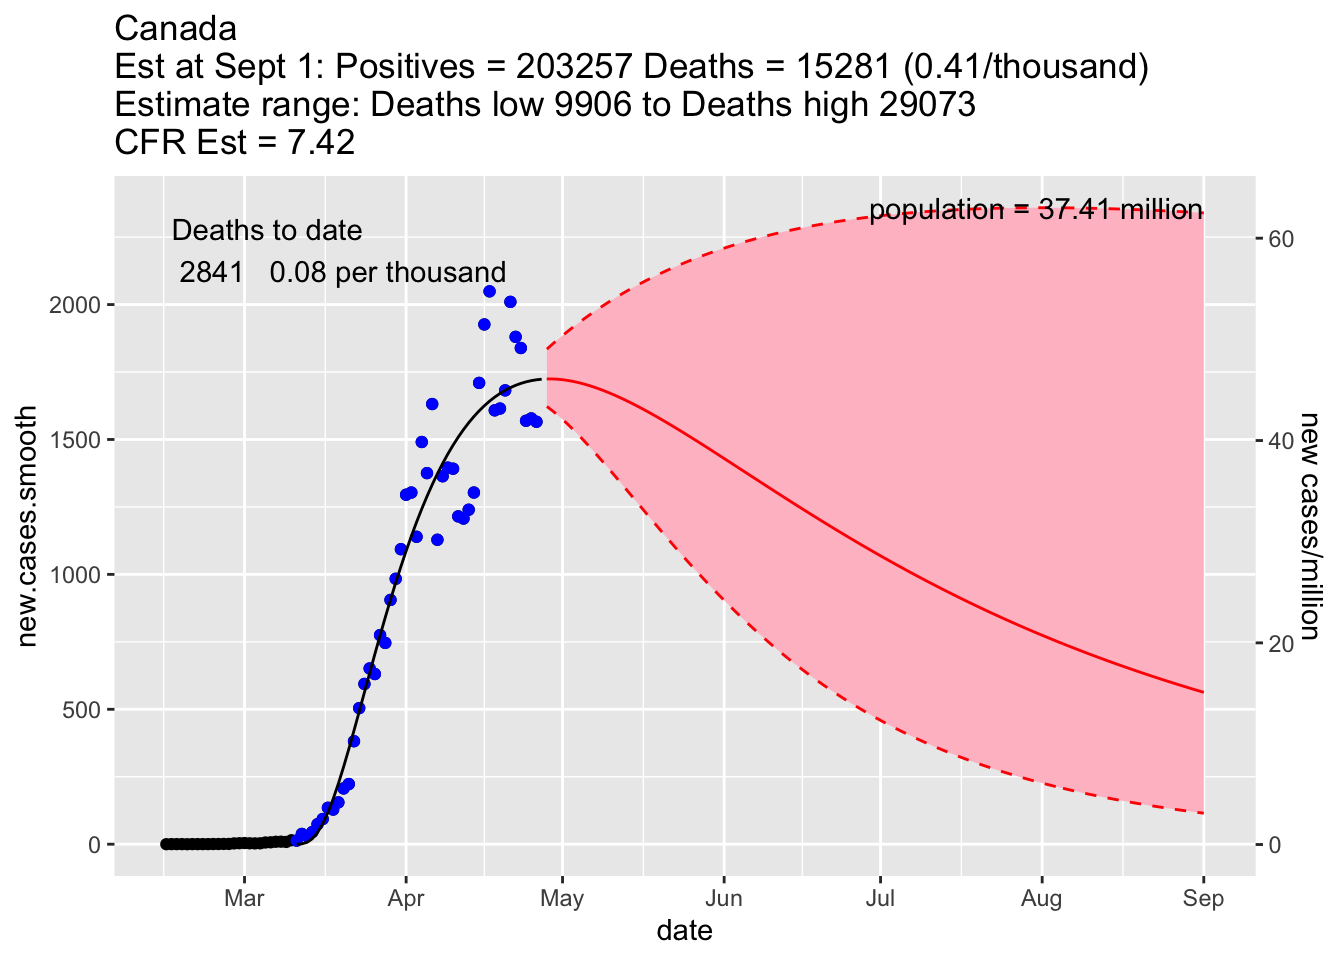 Canada
Est at Sept 1: Positives = 203257 Deaths = 15281 (0.41/thousand)
Estimate range: Deaths low 9906 to Deaths high 29073
CFR Est = 7.42
population = 37.41 million
Deaths to date
2841 0.08 per thousand
new.cases.smooth
2000
1500
1000
500
0
new cases/million
60
40
20
0
Mar Apr May Jun Jul Aug Sep
date